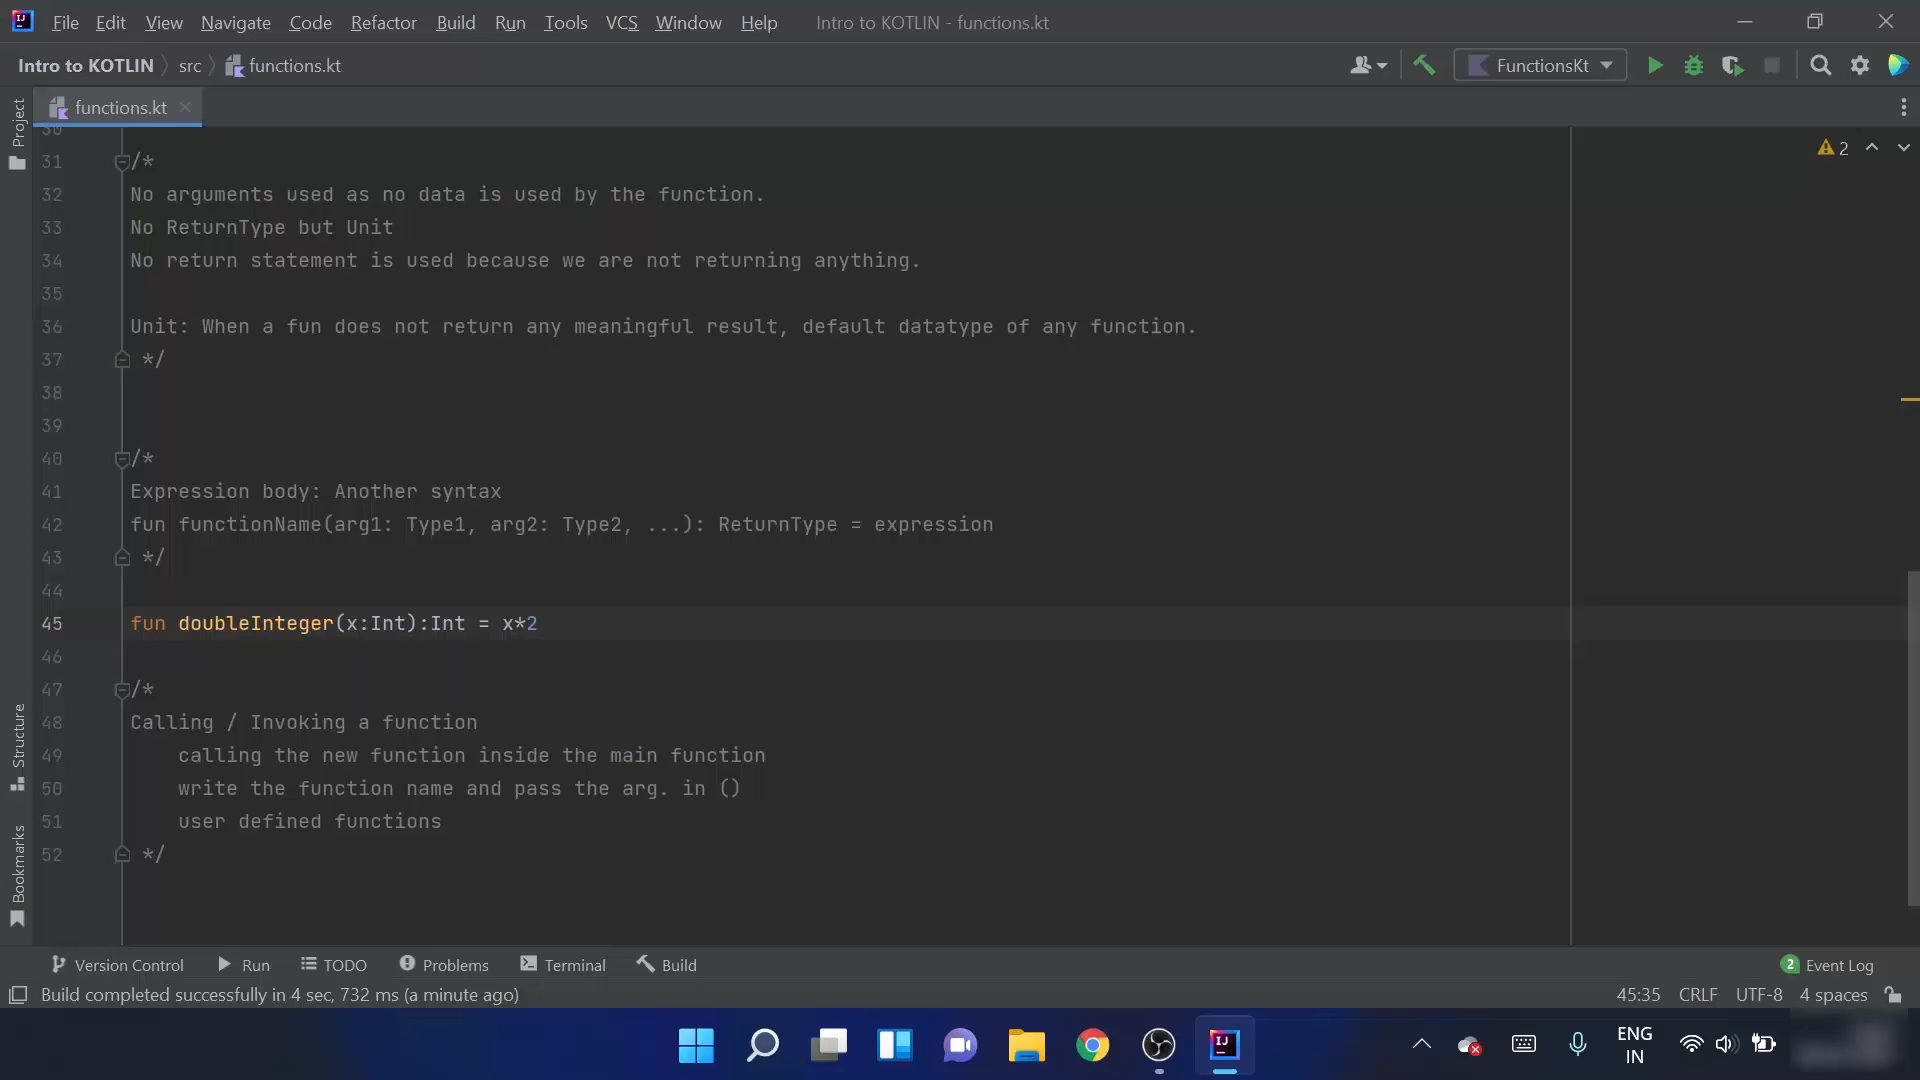 File Edit View Navigate Code Refactor Build Run Tools VCS Window Help Intro to KOTLIN - functions.kt
Intro to KOTLIN src functions.kt FunctionsKt
functions.kt
Project
30
31 /* 2
32 No arguments used as no data is used by the function.
33 No ReturnType but Unit
34 No return statement is used because we are not returning anything.
35
36 Unit: When a fun does not return any meaningful result, default datatype of any function.
37 */
38
39
40 /*
41 Expression body: Another syntax
42 fun functionName(arg1: Type1, arg2: Type2, ...): ReturnType = expression
43 */
44
45 fun doubleInteger(x:Int):Int = x*2
46
47 /*
48 Calling / Invoking a function
49 calling the new function inside the main function
50 write the function name and pass the arg. in ()
51 user defined functions
52 */
Structure
Bookmarks
Version Control Run TODO Problems Terminal Build 2 Event Log
Build completed successfully in 4 sec, 732 ms (a minute ago) 45:35 CRLF UTF-8 4 spaces
ENG
IN